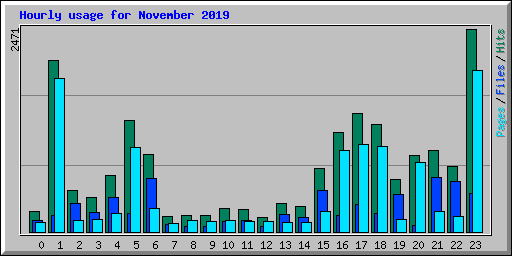 Hourly usage for November 2019
2471
Pages/Files/Hits
0 1 2 3 4 5 6 7 8 9 10 11 12 13 14 15 16 17 18 19 20 21 22 23